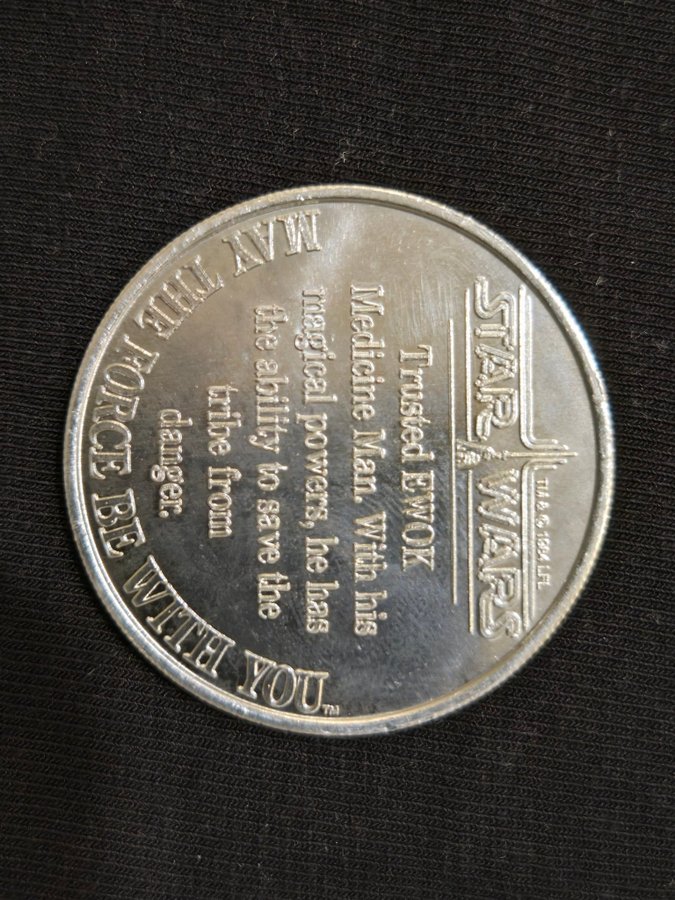 STAR WARS
TM & © 1984 LFL
Trusted EWOK
Medicine Man. With his
magical powers, he has
the ability to save the
tribe from
danger.
MAY THE FORCE BE WITH YOU
TM